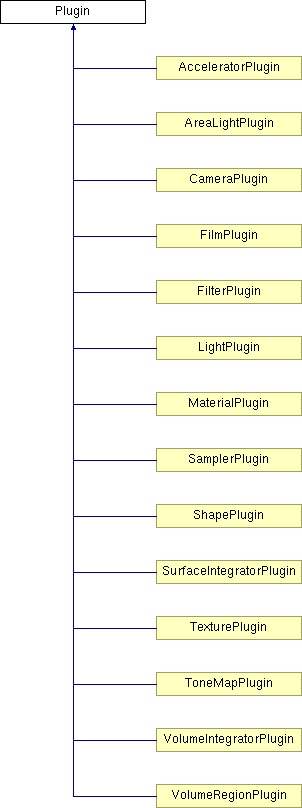 Plugin
AcceleratorPlugin
AreaLightPlugin
CameraPlugin
FilmPlugin
FilterPlugin
LightPlugin
MaterialPlugin
SamplerPlugin
ShapePlugin
SurfaceIntegratorPlugin
TexturePlugin
ToneMapPlugin
VolumeIntegratorPlugin
VolumeRegionPlugin